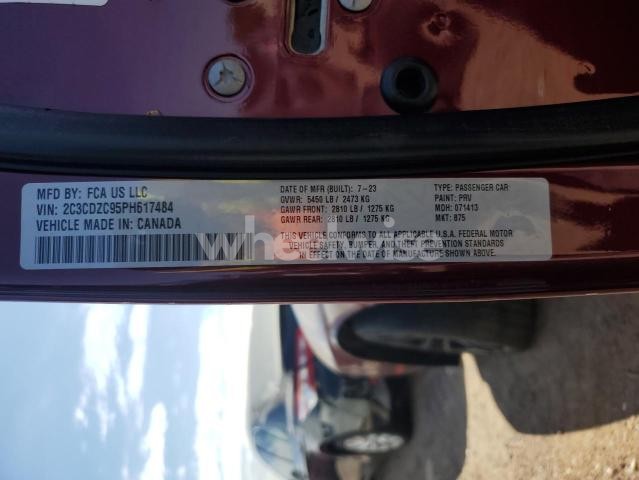 MFD BY: FCA US LLC
VIN: 2C3CDZC95PH617484
VEHICLE MADE IN: CANADA
DATE OF MFR (BUILT): 7-23
GVWR: 5450 LB / 2473 KG
GAWR FRONT: 2810 LB / 1275 KG
GAWR REAR: 2810 LB / 1275 KG
TYPE: PASSENGER CAR
PAINT: PRV
MDH: 071413
MKT: 875
THIS VEHICLE CONFORMS TO ALL APPLICABLE U.S.A. FEDERAL MOTOR
VEHICLE SAFETY, BUMPER, AND THEFT PREVENTION STANDARDS
IN EFFECT ON THE DATE OF MANUFACTURE SHOWN ABOVE.